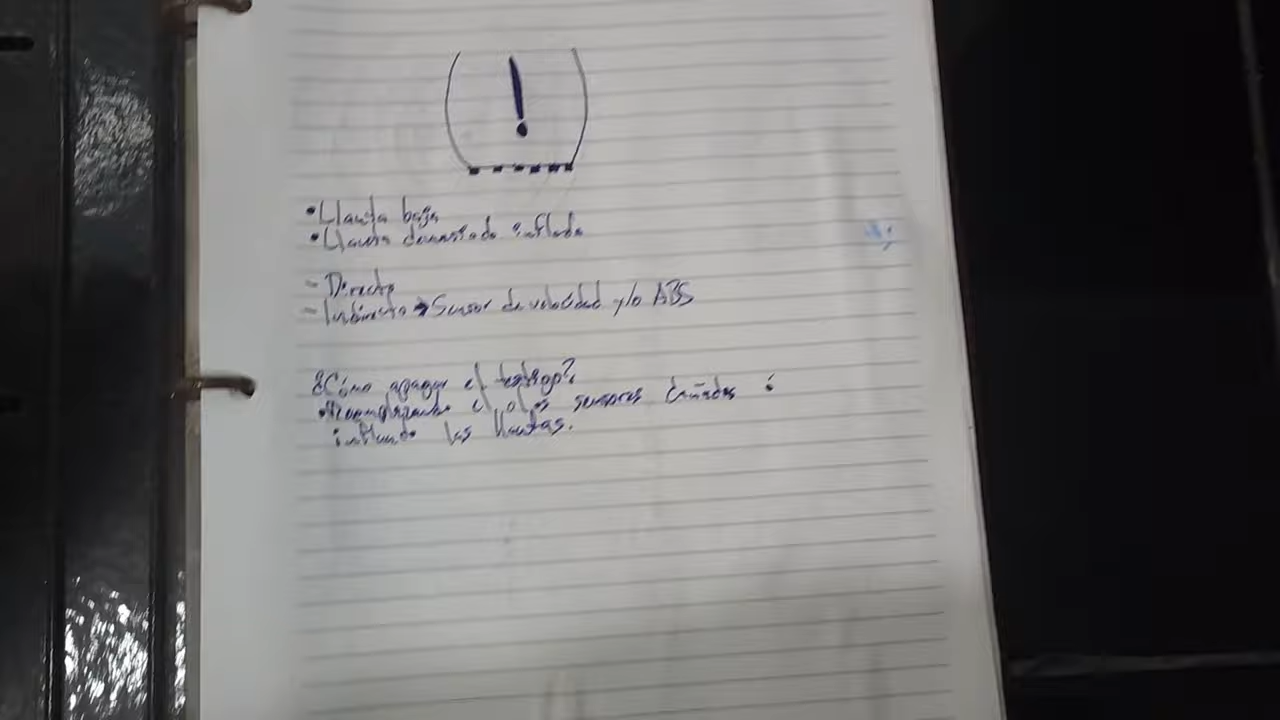 !
• Llanta baja
• Llanta demasiado inflada
- Directo
- Indirecto → Sensor de velocidad y/o ABS
¿Cómo apagar el testigo?
• Reemplazando el o los sensores dañados ó
inflando las llantas.